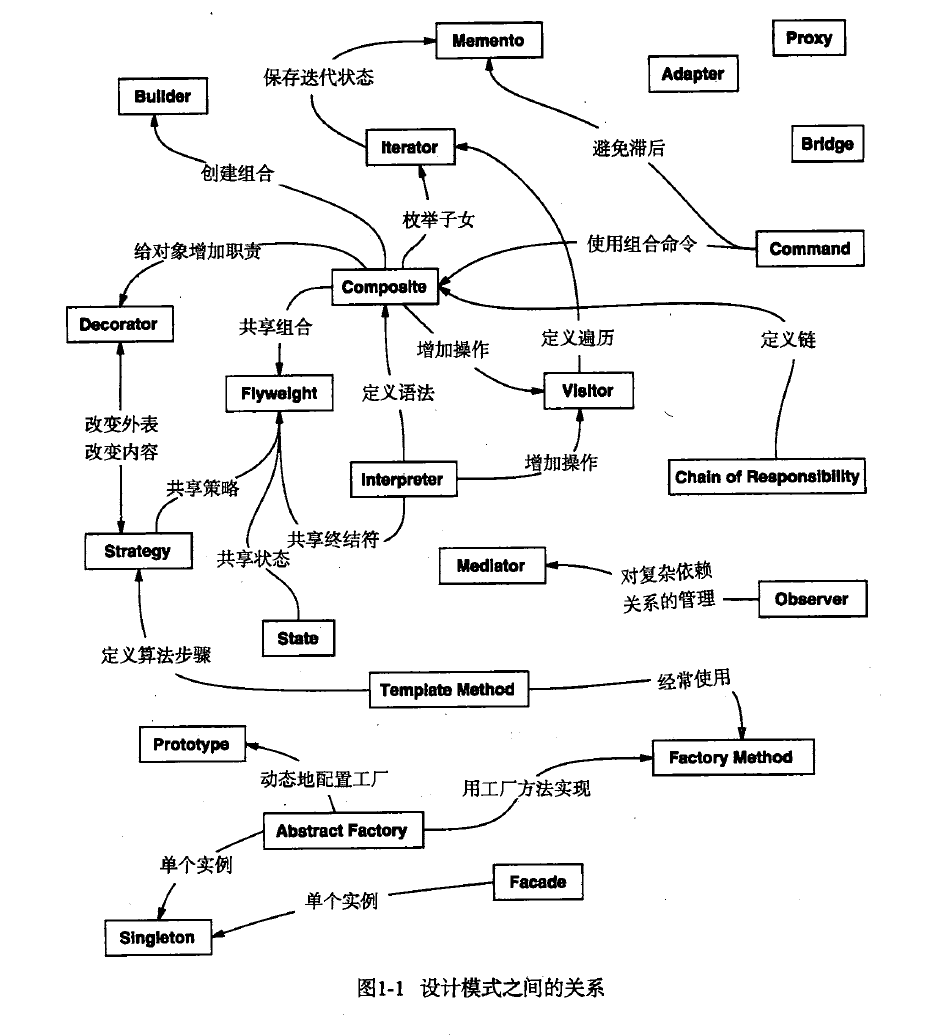 Memento
Proxy
Adapter
保存迭代状态
Builder
Iterator
避免滞后
Bridge
创建组合
枚举子女
给对象增加职责
使用组合命令
Command
Composite
Decorator
共享组合
增加操作
定义遍历
定义链
Flyweight
定义语法
Visitor
改变外表
改变内容
增加操作
Interpreter
Chain of Responsibility
共享策略
共享终结符
Strategy
共享状态
Mediator
对复杂依赖
关系的管理
Observer
State
定义算法步骤
Template Method
经常使用
Prototype
Factory Method
动态地配置工厂
用工厂方法实现
Abstract Factory
单个实例
Facade
单个实例
Singleton
图1-1 设计模式之间的关系